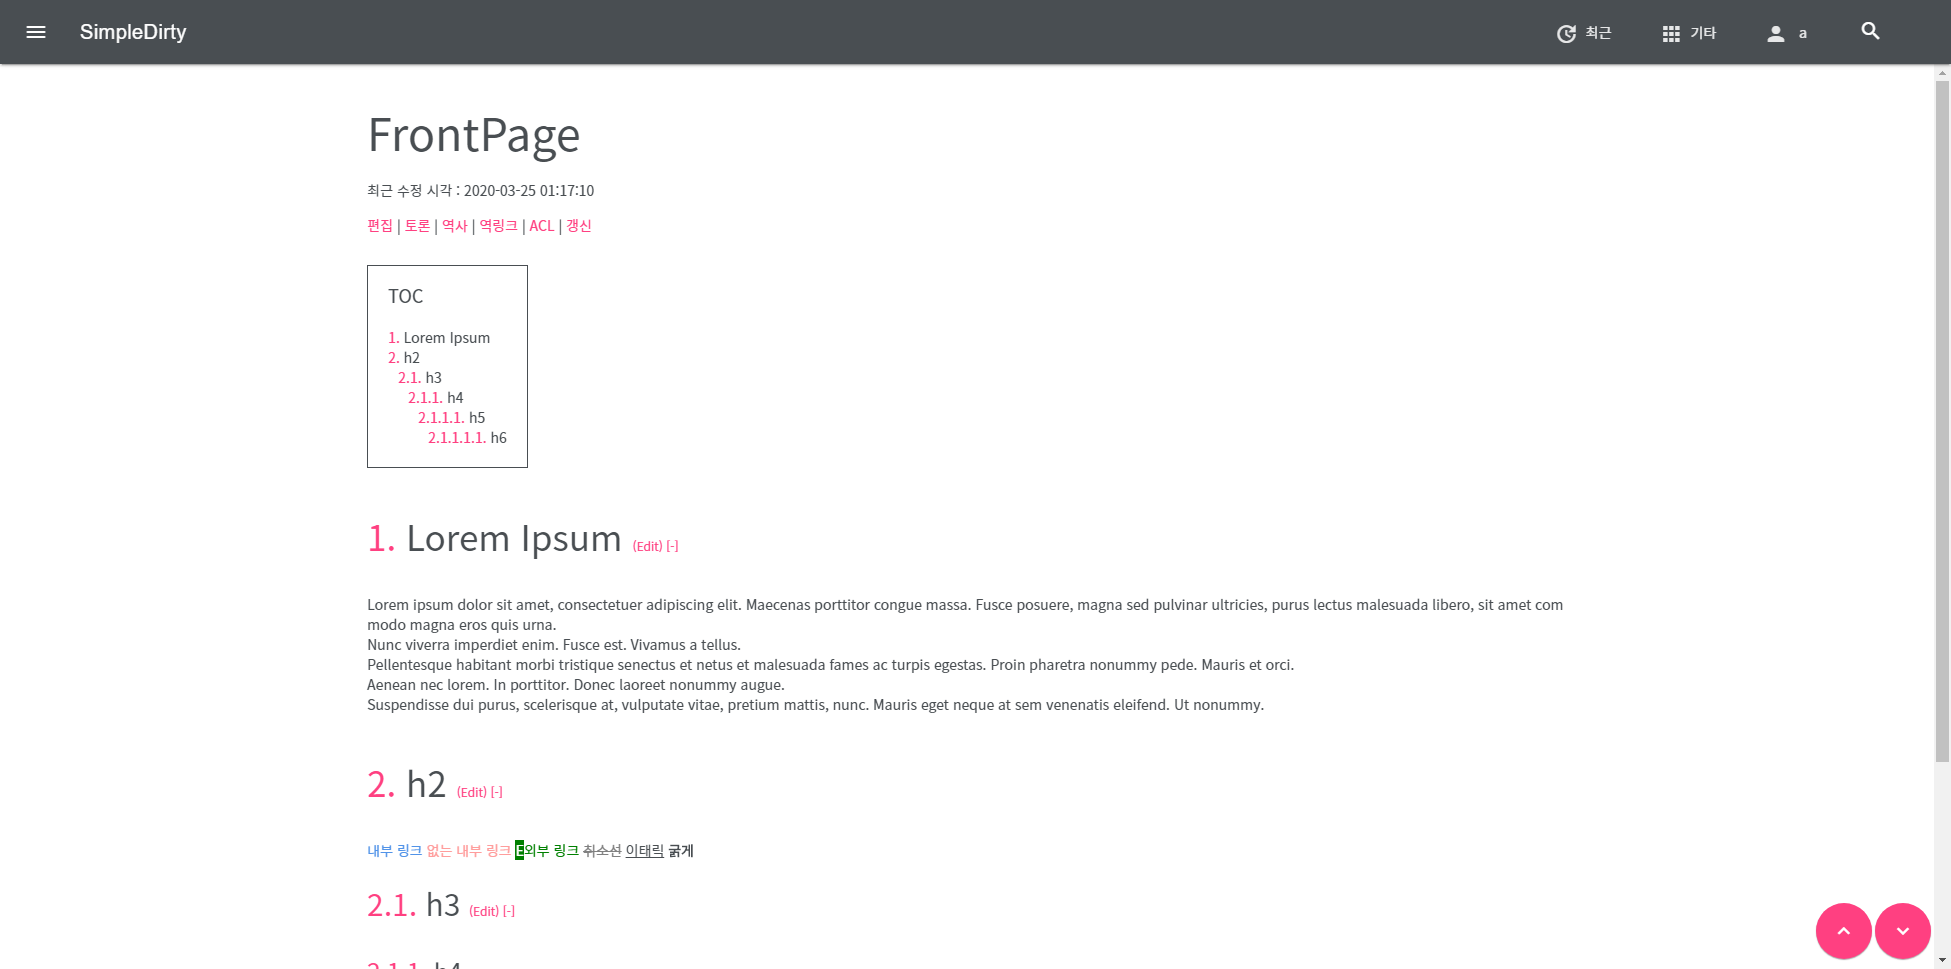 SimpleDirty
최근
기타
a
FrontPage
최근 수정 시각 : 2020-03-25 01:17:10
편집 | 토론 | 역사 | 역링크 | ACL | 갱신
TOC
1. Lorem Ipsum
2. h2
2.1. h3
2.1.1. h4
2.1.1.1. h5
2.1.1.1.1. h6
1. Lorem Ipsum (Edit) [-]
Lorem ipsum dolor sit amet, consectetuer adipiscing elit. Maecenas porttitor congue massa. Fusce posuere, magna sed pulvinar ultricies, purus lectus malesuada libero, sit amet com
modo magna eros quis urna.
Nunc viverra imperdiet enim. Fusce est. Vivamus a tellus.
Pellentesque habitant morbi tristique senectus et netus et malesuada fames ac turpis egestas. Proin pharetra nonummy pede. Mauris et orci.
Aenean nec lorem. In porttitor. Donec laoreet nonummy augue.
Suspendisse dui purus, scelerisque at, vulputate vitae, pretium mattis, nunc. Mauris eget neque at sem venenatis eleifend. Ut nonummy.
2. h2 (Edit) [-]
내부 링크 없는 내부 링크 E외부 링크 취소선 이태릭 굵게
2.1. h3 (Edit) [-]
2.1.1. h4